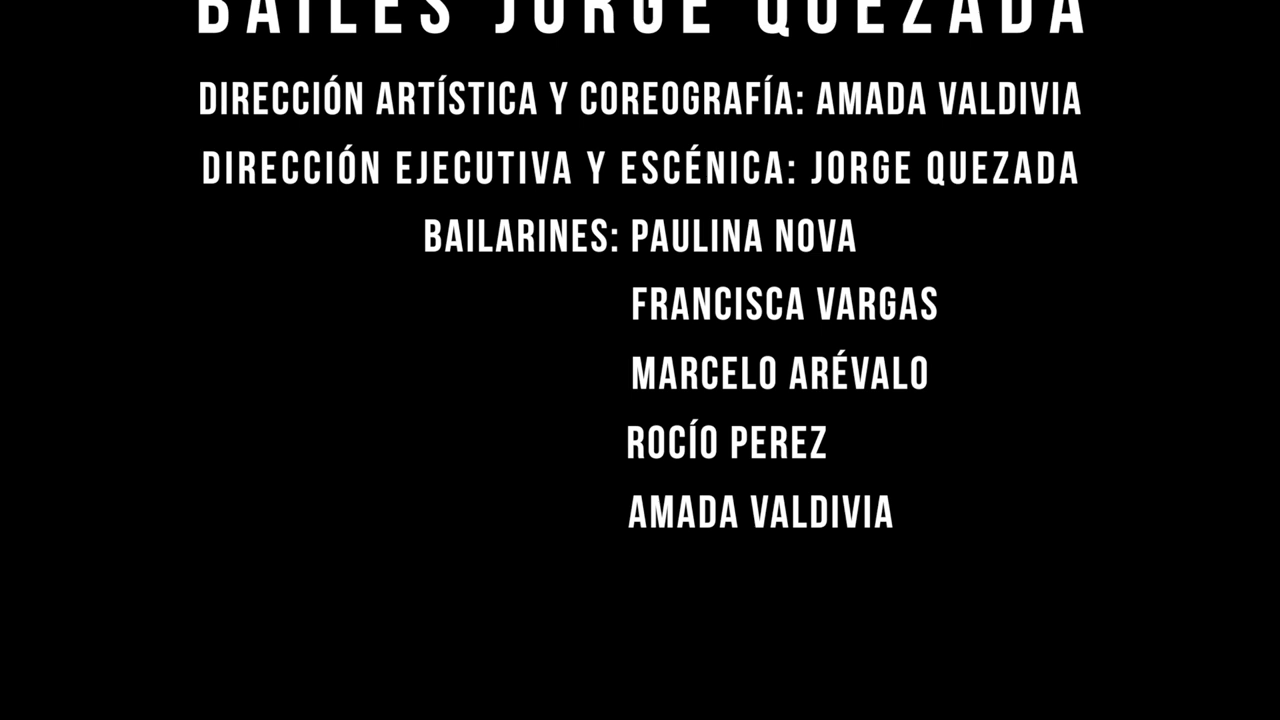 BAILES JORGE QUEZADA
DIRECCIÓN ARTÍSTICA Y COREOGRAFÍA: AMADA VALDIVIA
DIRECCIÓN EJECUTIVA Y ESCÉNICA: JORGE QUEZADA
BAILARINES: PAULINA NOVA
FRANCISCA VARGAS
MARCELO ARÉVALO
ROCÍO PEREZ
AMADA VALDIVIA